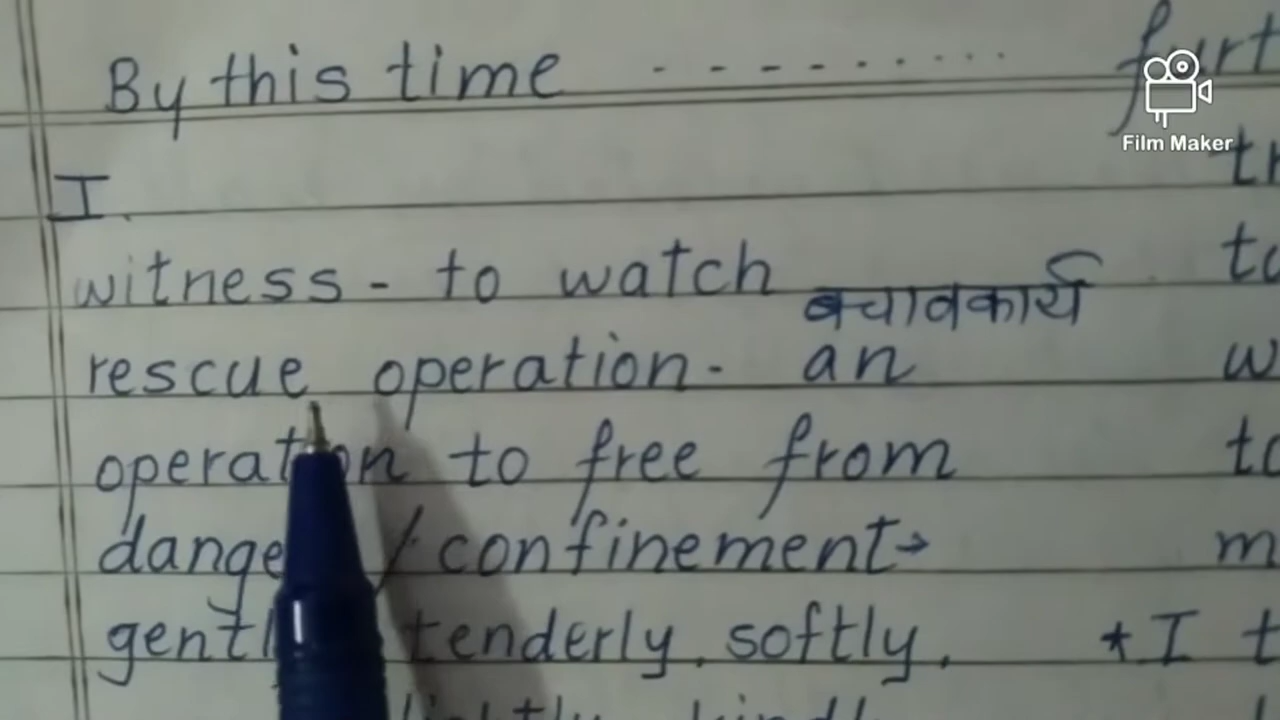 By this time - - - - - - . . . .
Film Maker
I.
witness - to watch
बचावकार्य
rescue operation - an
operation to free from
/ confinement→
tenderly, softly,
* I